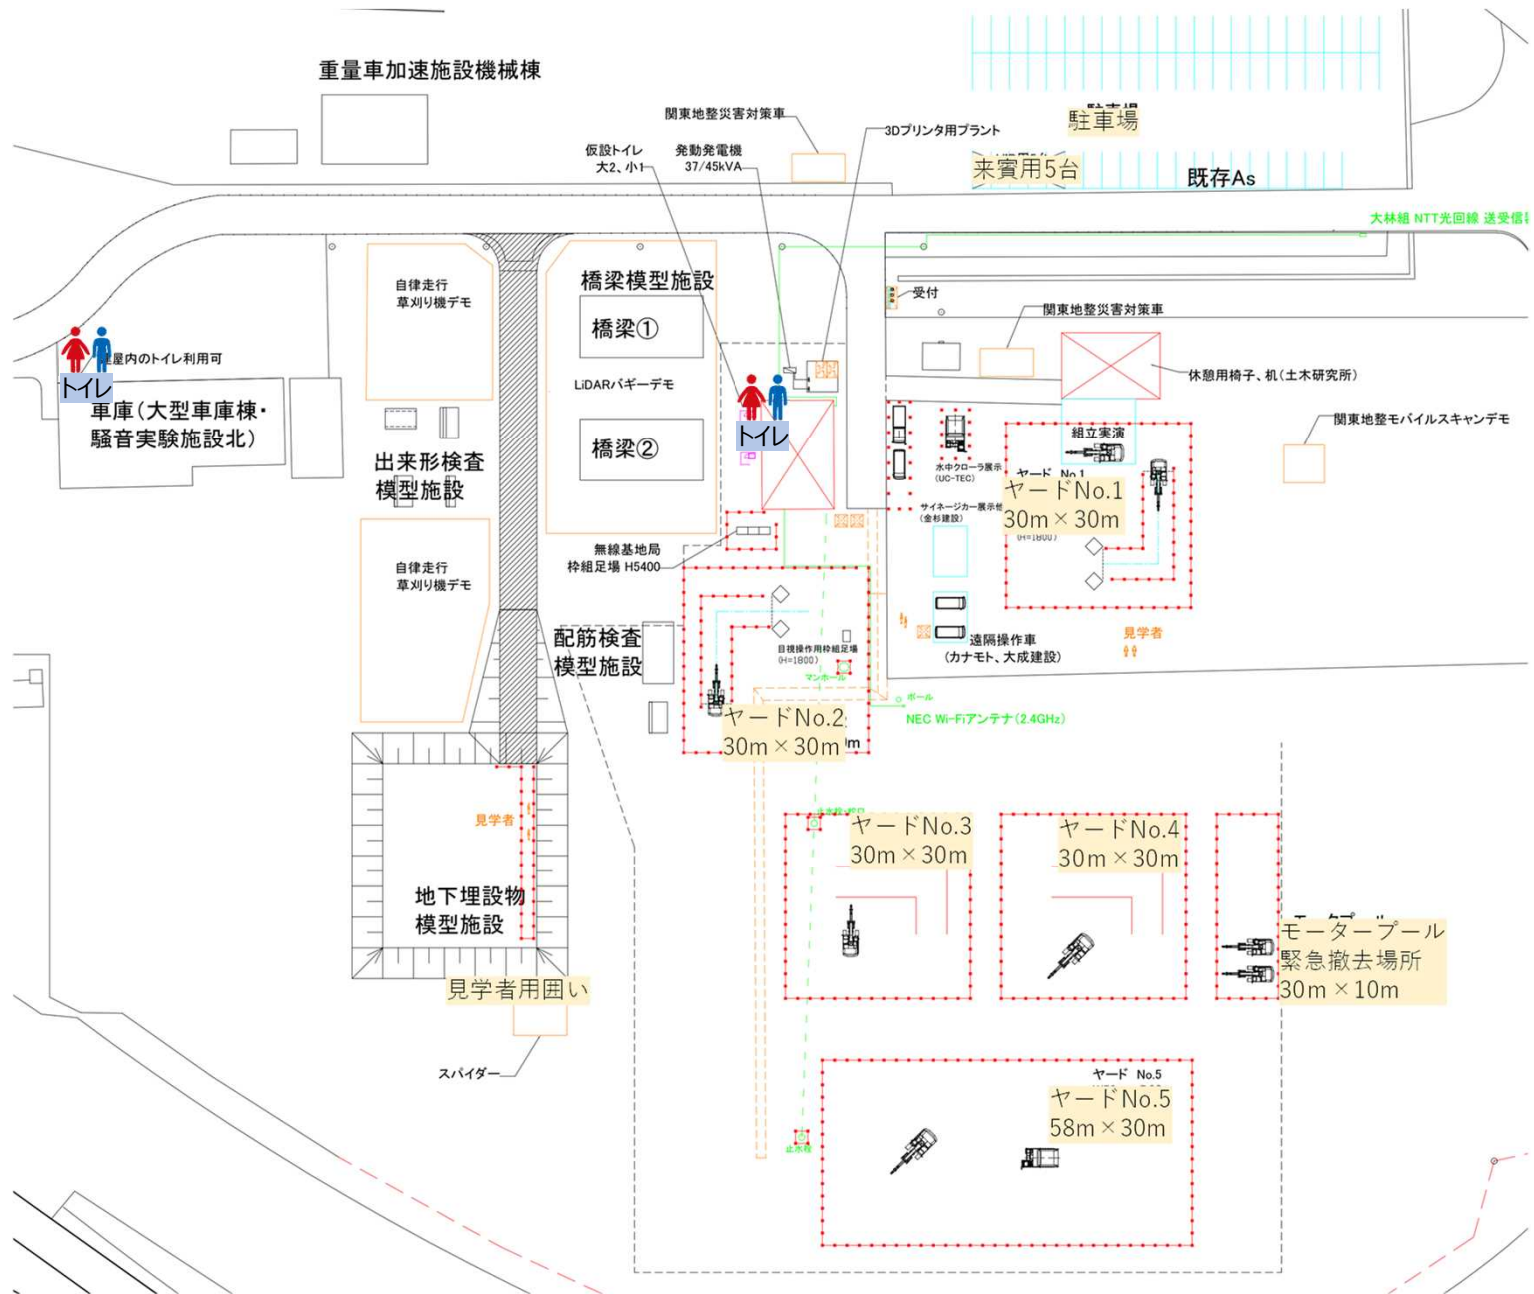 重量車加速施設機械棟
関東地整災害対策車
3Dプリンタ用プラント
駐車場
仮設トイレ
大2、小1
発動発電機
37/45kVA
来賓用5台
既存As
大林組 NTT光回線 送受信
自律走行
草刈り機デモ
橋梁模型施設
橋梁①
LiDARバギーデモ
橋梁②
受付
関東地整災害対策車
休憩用椅子、机(土木研究所)
関東地整モバイルスキャンデモ
屋内のトイレ利用可
トイレ
車庫(大型車庫棟・
騒音実験施設北)
トイレ
出来形検査
模型施設
組立実演
水中クローラ展示
(UC-TEC)
ヤード No.1
ヤードNo.1
30m×30m
(H=1800)
サイネージカー展示他
(金杉建設)
無線基地局
枠組足場 H5400
自律走行
草刈り機デモ
配筋検査
模型施設
目視操作用枠組足場
(H=1800)
マンホール
遠隔操作車
(カナモト、大成建設)
見学者
ポール
NEC Wi-Fiアンテナ(2.4GHz)
ヤードNo.2
30m×30m
見学者
地下埋設物
模型施設
見学者用囲い
スパイダー
ヤードNo.3
30m×30m
ヤードNo.4
30m×30m
モータープール
緊急撤去場所
30m×10m
ヤード No.5
ヤードNo.5
58m×30m
止水栓